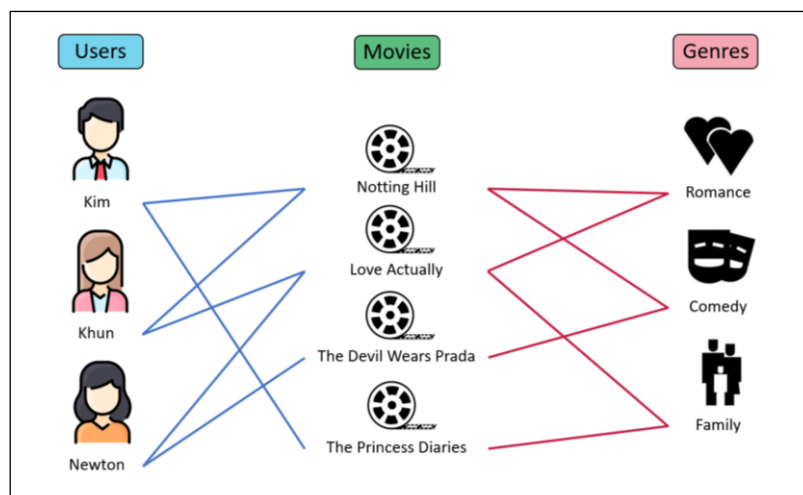 Users
Movies
Genres
Kim
Notting Hill
Romance
Khun
Love Actually
Comedy
The Devil Wears Prada
Newton
The Princess Diaries
Family